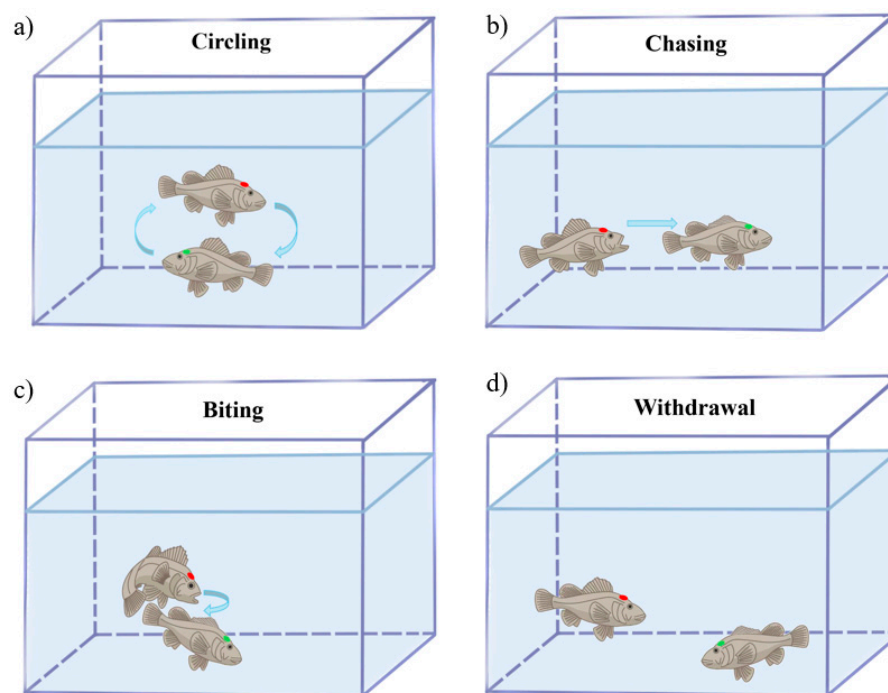 a)
Circling
b)
Chasing
c)
Biting
d)
Withdrawal